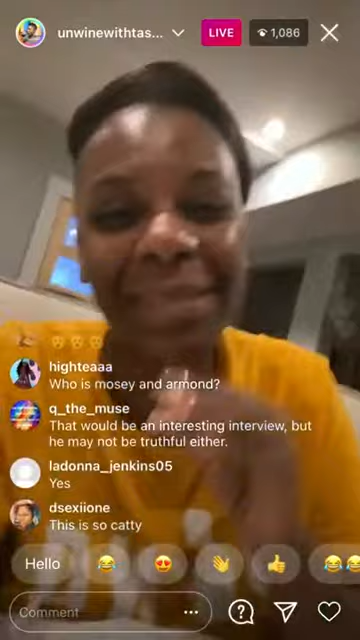 unwinewithtas...
LIVE
1,086
highteaaa
Who is mosey and armond?
q_the_muse
That would be an interesting interview, but
he may not be truthful either.
ladonna_jenkins05
Yes
dsexiione
This is so catty
Hello
Comment